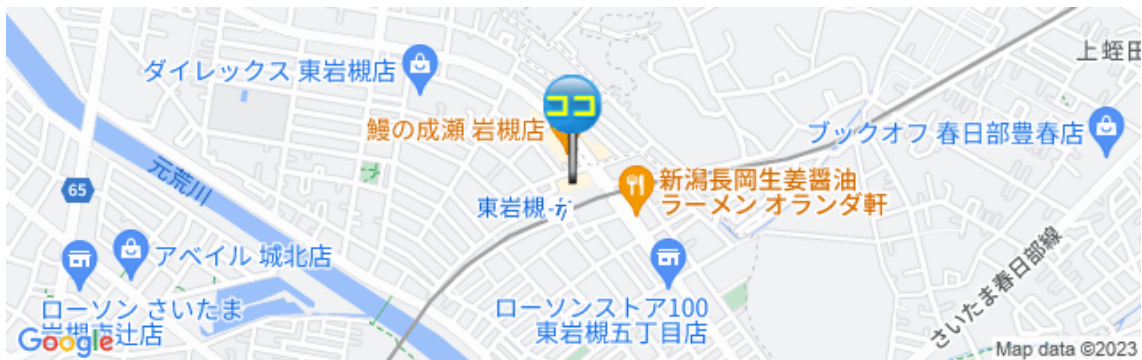 上蛭田
ダイレックス 東岩槻店
ココ
鰻の成瀬 岩槻店
ブックオフ 春日部豊春店
元荒川
65
新潟長岡生姜醤油
ラーメン オランダ軒
東岩槻
アベイル 城北店
ローソンストア100
東岩槻五丁目店
ローソン さいたま
さいたま春日部線
Google
Map data ©2023